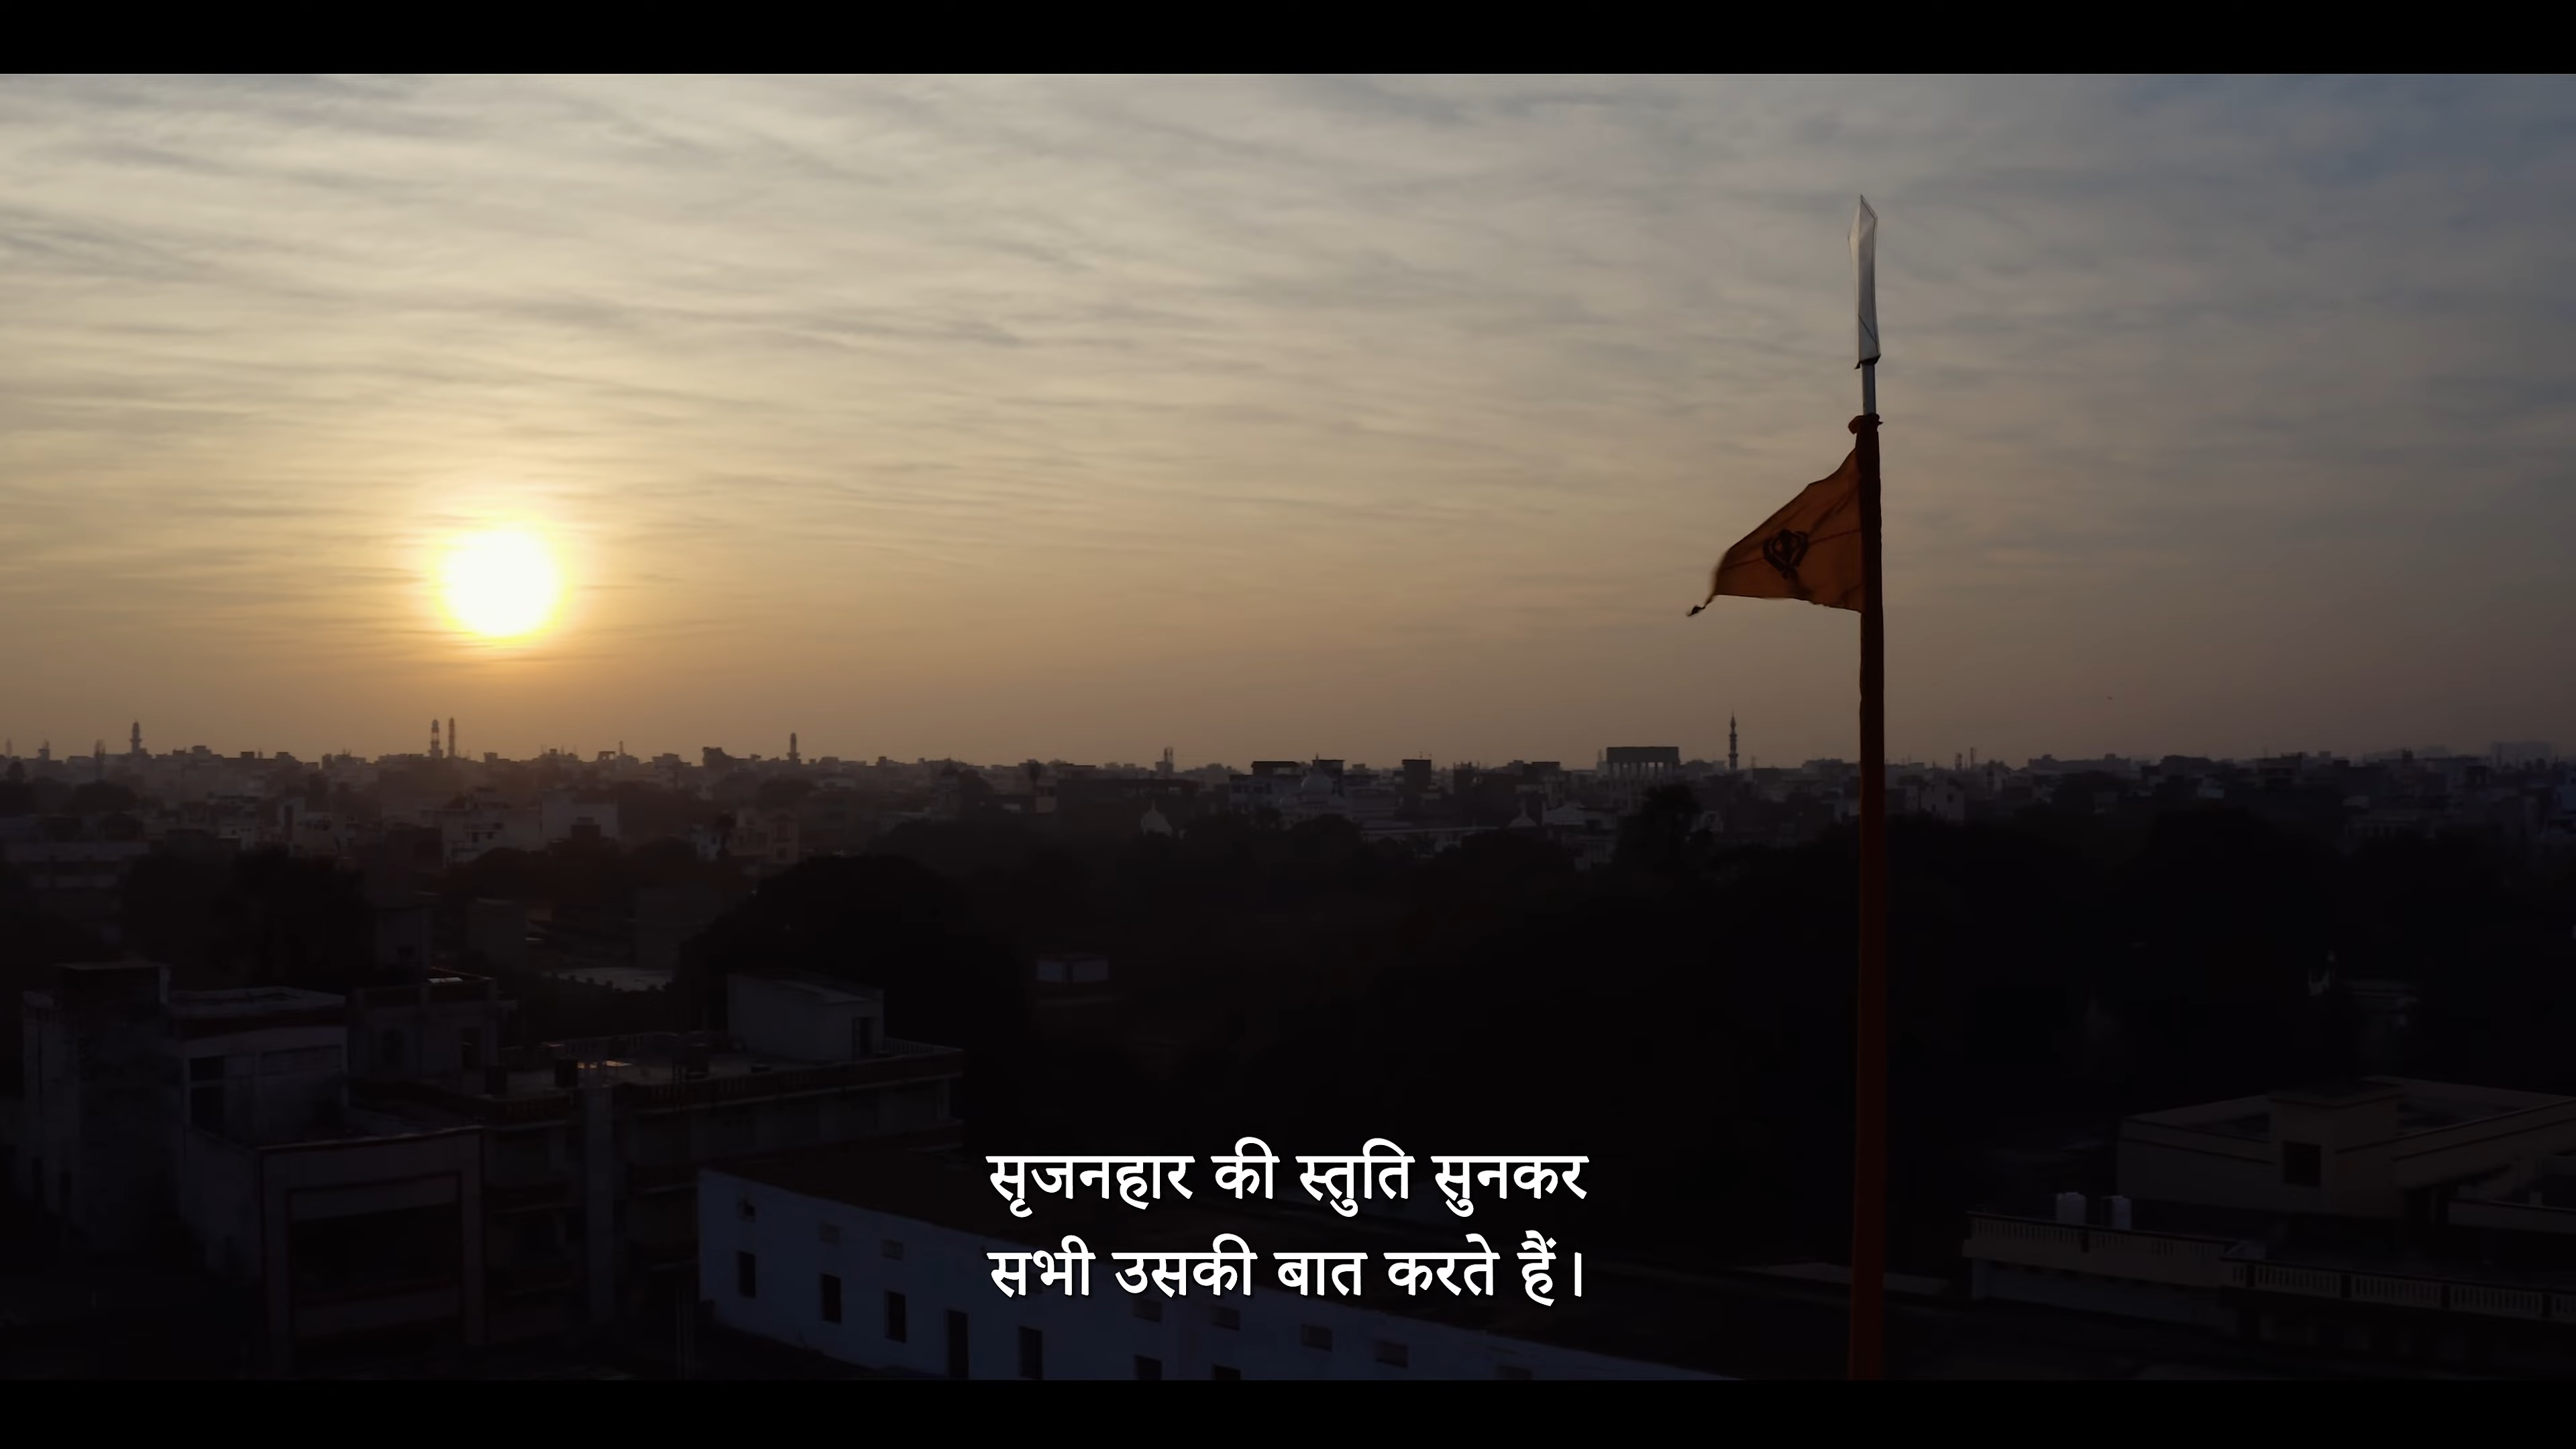 सृजनहार की स्तुति सुनकर
सभी उसकी बात करते हैं।